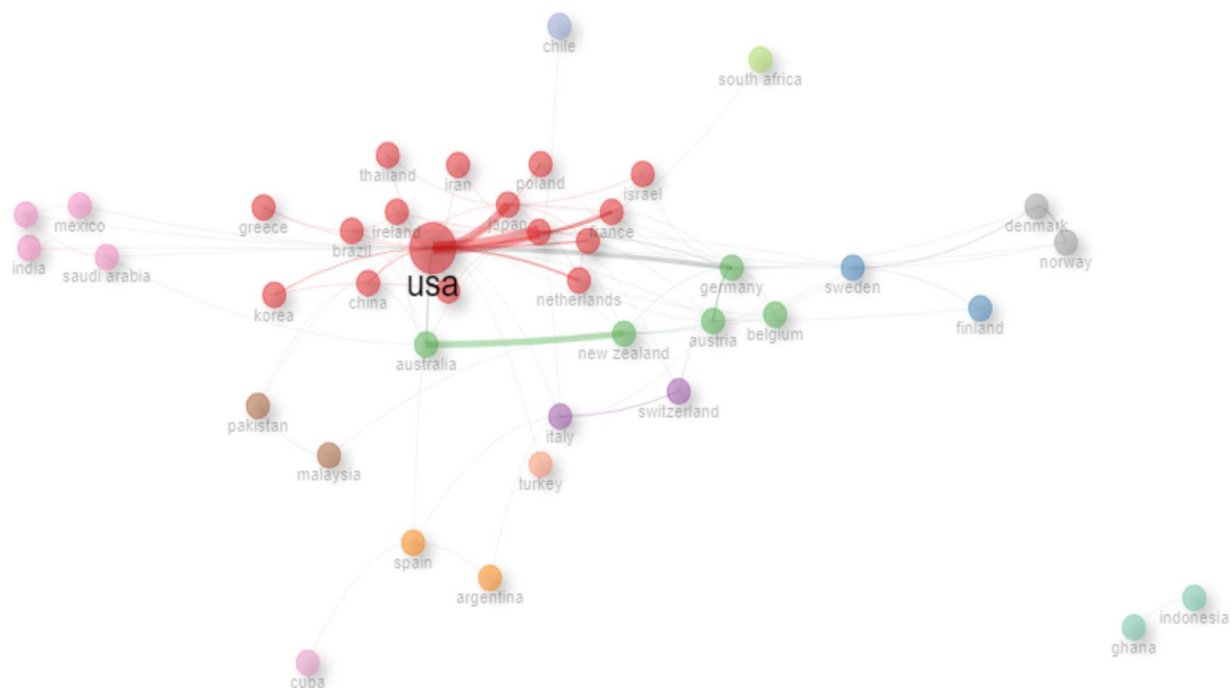 chile
south africa
thailand
iran
poland
israel
mexico
greece
ireland
japan
france
denmark
brazil
india
saudi arabia
norway
usa
china
netherlands
germany
sweden
korea
finland
australia
new zealand
austria
belgium
pakistan
italy
switzerland
malaysia
turkey
spain
argentina
indonesia
ghana
cuba